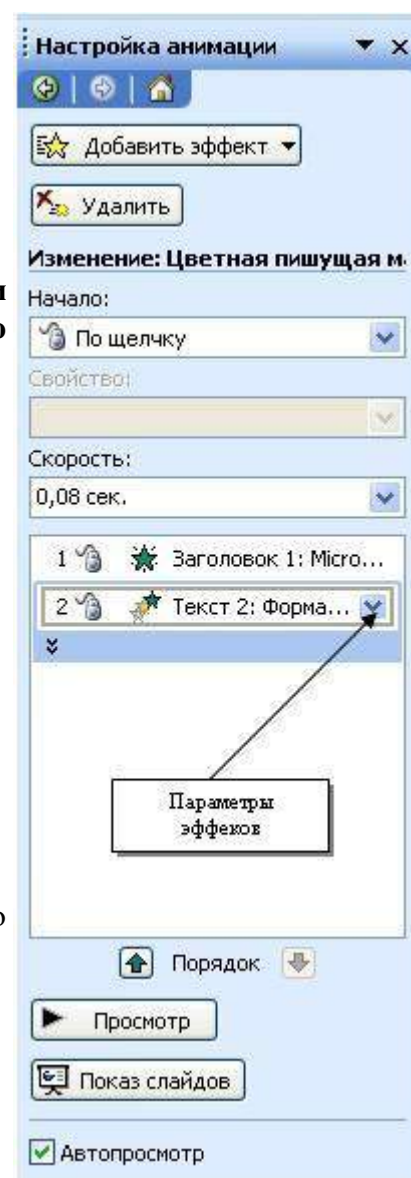 Настройка анимации
Добавить эффект
Удалить
Изменение: Цветная пишущая м
Начало:
По щелчку
Свойство:
Скорость:
0,08 сек.
1 Заголовок 1: Micro...
2 Текст 2: Форма...
Параметры
эффеков
Порядок
Просмотр
Показ слайдов
Автопросмотр